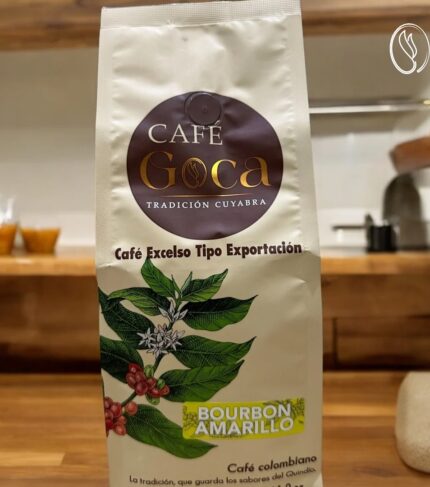 CAFÉ
Goca
TRADICIÓN CUYABRA
Café Excelso Tipo Exportación
BOURBON
AMARILLO
Café colombiano
La tradición, que guarda los sabores del Quindío.